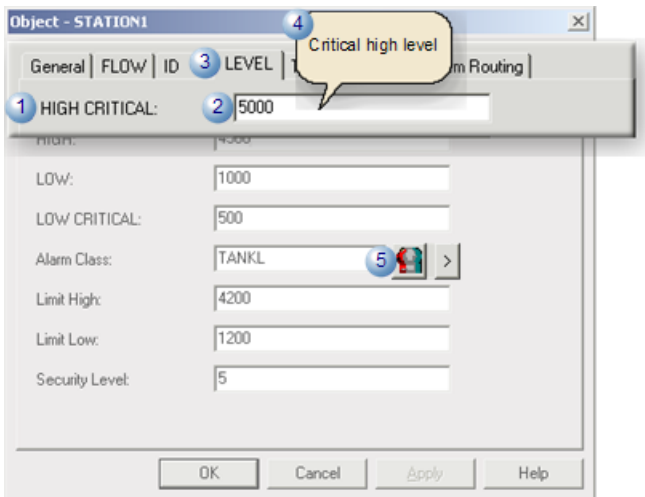 Object - STATION1
4
Critical high level
General FLOW ID 3 LEVEL T m Routing
1 HIGH CRITICAL: 2 5000
HIGH: 4500
LOW: 1000
LOW CRITICAL: 500
Alarm Class: TANKL 5 >
Limit High: 4200
Limit Low: 1200
Security Level: 5
OK Cancel Apply Help